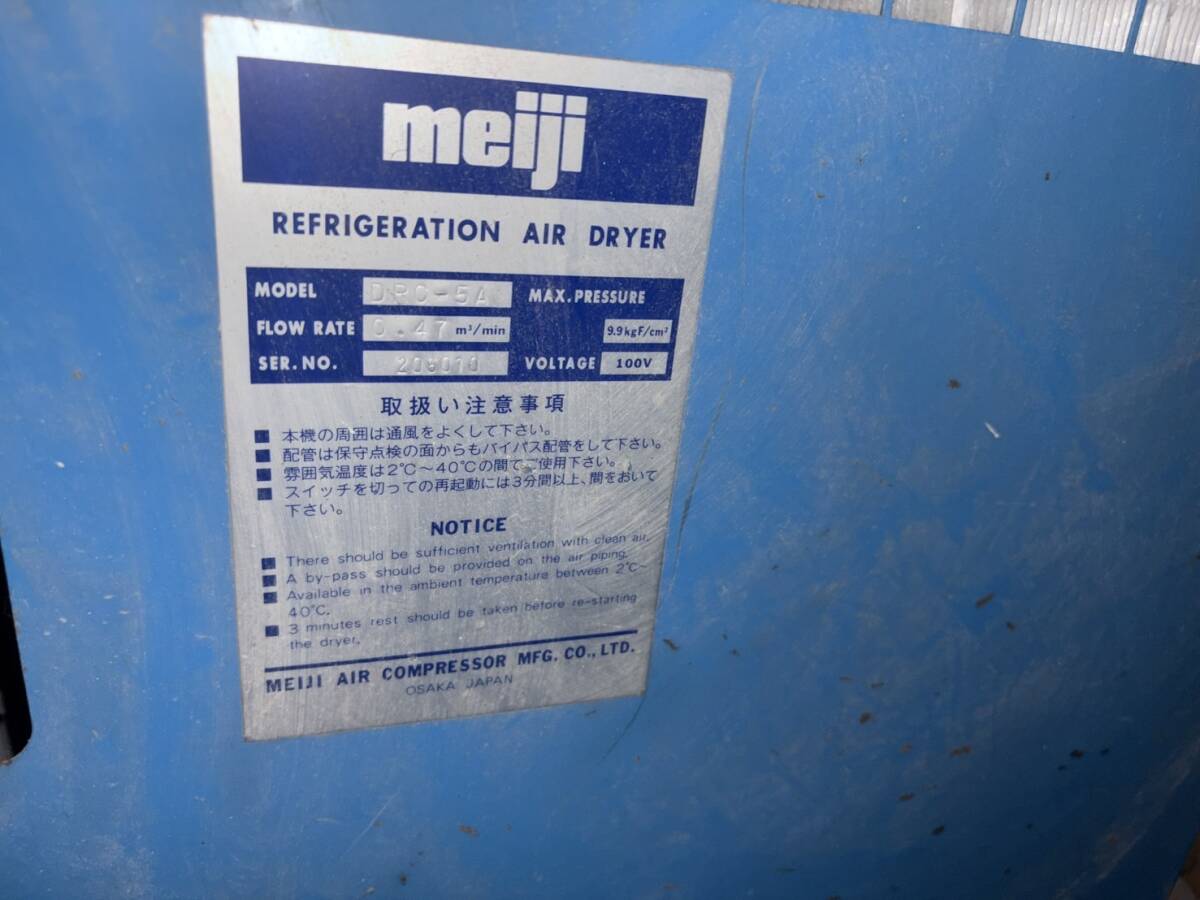 meiji
REFRIGERATION AIR DRYER
MODEL DPC-5A MAX. PRESSURE
FLOW RATE 0.47 m³/min 9.9kgF/cm²
SER. NO. VOLTAGE 100V
取扱い注意事項
■ 本機の周囲は通風をよくして下さい。
■ 配管は保守点検の面からもバイパス配管をして下さい。
■ 雰囲気温度は2℃〜40℃の間でご使用下さい。
■ スイッチを切っての再起動には3分間以上、間をおいて
下さい。
NOTICE
■ There should be sufficient ventilation with clean air.
■ A by-pass should be provided on the air piping.
■ Available in the ambient temperature between 2℃~
40℃.
■ 3 minutes rest should be taken before re-starting
the dryer.
MEIJI AIR COMPRESSOR MFG. CO., LTD.
OSAKA JAPAN